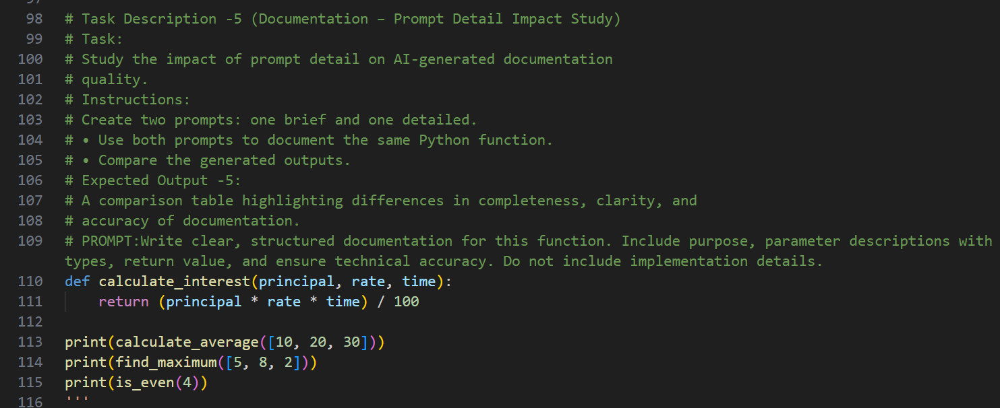 98 # Task Description -5 (Documentation – Prompt Detail Impact Study)
99 # Task:
100 # Study the impact of prompt detail on AI-generated documentation
101 # quality.
102 # Instructions:
103 # Create two prompts: one brief and one detailed.
104 # • Use both prompts to document the same Python function.
105 # • Compare the generated outputs.
106 # Expected Output -5:
107 # A comparison table highlighting differences in completeness, clarity, and
108 # accuracy of documentation.
109 # PROMPT:Write clear, structured documentation for this function. Include purpose, parameter descriptions with
types, return value, and ensure technical accuracy. Do not include implementation details.
110 def calculate_interest(principal, rate, time):
111     return (principal * rate * time) / 100
112
113 print(calculate_average([10, 20, 30]))
114 print(find_maximum([5, 8, 2]))
115 print(is_even(4))
116 '''